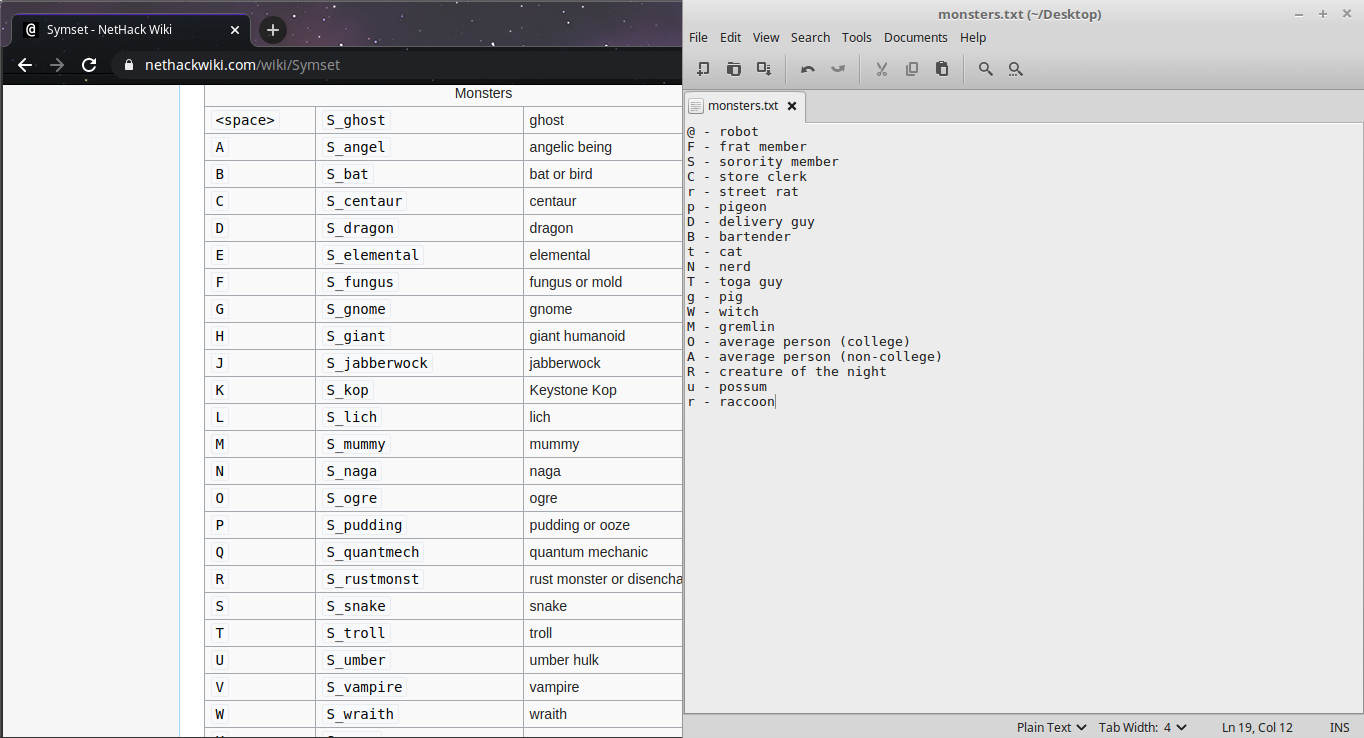 @ Symset - NetHack Wiki
nethackwiki.com/wiki/Symset
Monsters
<space> S_ghost ghost
A S_angel angelic being
B S_bat bat or bird
C S_centaur centaur
D S_dragon dragon
E S_elemental elemental
F S_fungus fungus or mold
G S_gnome gnome
H S_giant giant humanoid
J S_jabberwock jabberwock
K S_kop Keystone Kop
L S_lich lich
M S_mummy mummy
N S_naga naga
O S_ogre ogre
P S_pudding pudding or ooze
Q S_quantmech quantum mechanic
R S_rustmonst rust monster or disencha
S S_snake snake
T S_troll troll
U S_umber umber hulk
V S_vampire vampire
W S_wraith wraith
monsters.txt (~/Desktop)
File Edit View Search Tools Documents Help
monsters.txt
@ - robot
F - frat member
S - sorority member
C - store clerk
r - street rat
p - pigeon
D - delivery guy
B - bartender
t - cat
N - nerd
T - toga guy
g - pig
W - witch
M - gremlin
O - average person (college)
A - average person (non-college)
R - creature of the night
u - possum
r - raccoon
Plain Text Tab Width: 4 Ln 19, Col 12 INS